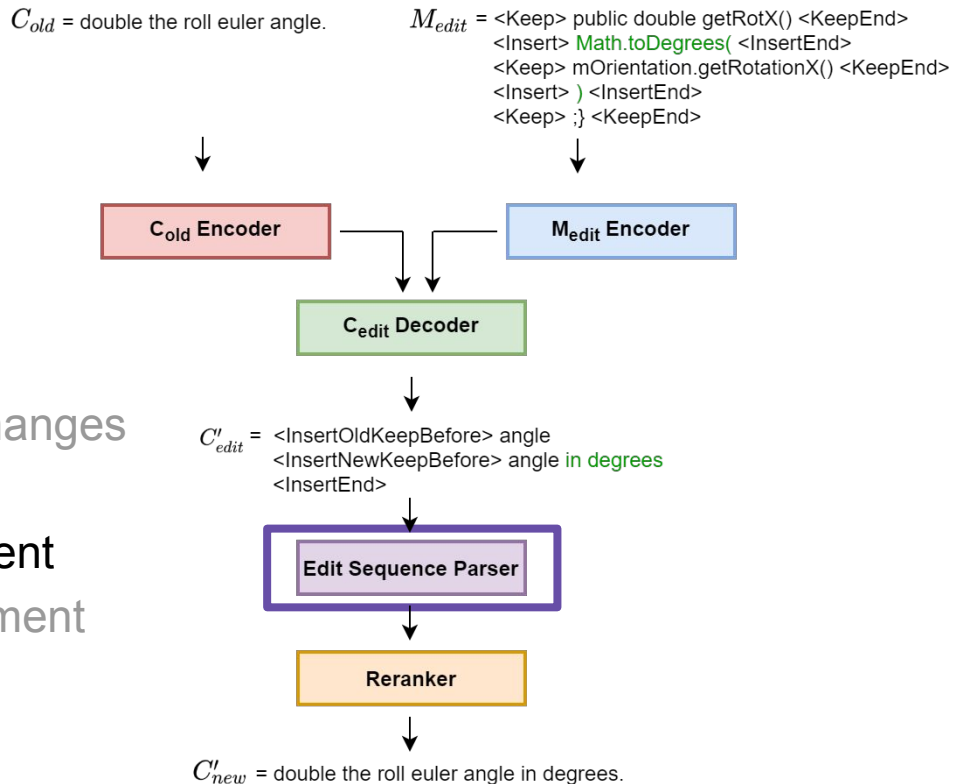 C_old = double the roll euler angle.
M_edit = <Keep> public double getRotX() <KeepEnd>
<Insert> Math.toDegrees( <InsertEnd>
<Keep> mOrientation.getRotationX() <KeepEnd>
<Insert> ) <InsertEnd>
<Keep> ;} <KeepEnd>
C_old Encoder
M_edit Encoder
C_edit Decoder
C'_edit = <InsertOldKeepBefore> angle
<InsertNewKeepBefore> angle in degrees
<InsertEnd>
anges
ent
Edit Sequence Parser
ment
Reranker
C'_new = double the roll euler angle in degrees.